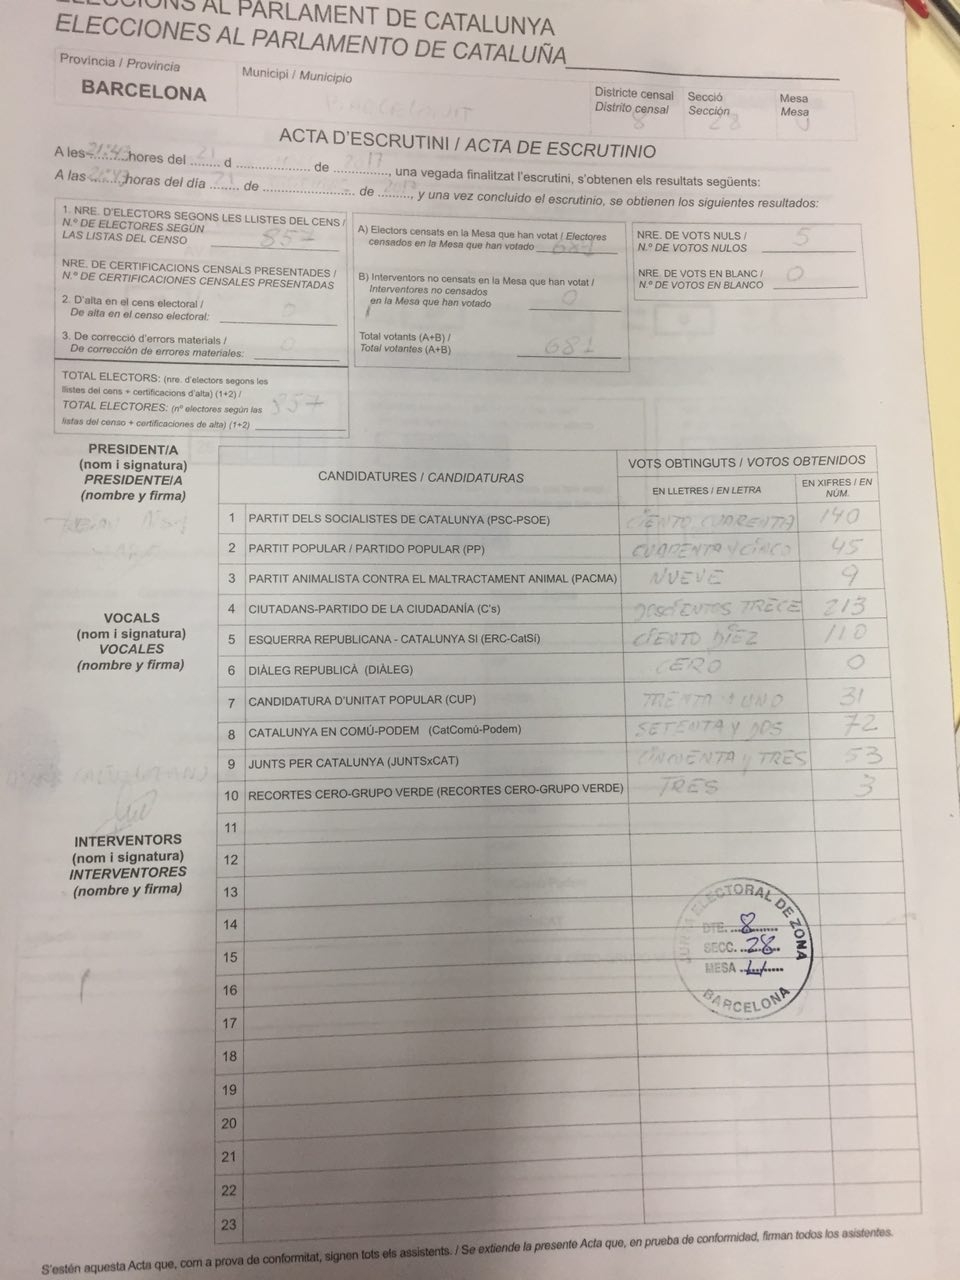 ELECCIONS AL PARLAMENT DE CATALUNYA
ELECCIONES AL PARLAMENTO DE CATALUÑA
Provincia / Provincia
BARCELONA
Municipi / Municipio
Districte censal
Distrito censal
8
Secció
Sección
28
Mesa
Mesa
U
ACTA D'ESCRUTINI / ACTA DE ESCRUTINIO
A les 21:43 hores del 21 d ........ de 2017, una vegada finalitzat l'escrutini, s'obtenen els resultats següents:
A las 21:43 horas del día 21 de ........ de 2017, y una vez concluido el escrutinio, se obtienen los siguientes resultados:
1. NRE. D'ELECTORS SEGONS LES LLISTES DEL CENS /
N.º DE ELECTORES SEGÚN
LAS LISTAS DEL CENSO 857
NRE. DE CERTIFICACIONS CENSALS PRESENTADES /
N.º DE CERTIFICACIONES CENSALES PRESENTADAS
2. D'alta en el cens electoral /
De alta en el censo electoral: 0
3. De correcció d'errors materials /
De corrección de errores materiales: 0
TOTAL ELECTORS: (nre. d'electors segons les
llistes del cens + certificacions d'alta) (1+2) /
TOTAL ELECTORES: (nº electores según las
listas del censo + certificaciones de alta) (1+2) 857
A) Electors censats en la Mesa que han votat / Electores
censados en la Mesa que han votado 681
B) Interventors no censats en la Mesa que han votat /
Interventores no censados
en la Mesa que han votado 0
Total votants (A+B) /
Total votantes (A+B) 681
NRE. DE VOTS NULS /
N.º DE VOTOS NULOS 5
NRE. DE VOTS EN BLANC /
N.º DE VOTOS EN BLANCO 0
PRESIDENT/A
(nom i signatura)
PRESIDENTE/A
(nombre y firma)
VOCALS
(nom i signatura)
VOCALES
(nombre y firma)
INTERVENTORS
(nom i signatura)
INTERVENTORES
(nombre y firma)
CANDIDATURES / CANDIDATURAS
VOTS OBTINGUTS / VOTOS OBTENIDOS
EN LLETRES / EN LETRA
EN XIFRES / EN
NÚM.
1 PARTIT DELS SOCIALISTES DE CATALUNYA (PSC-PSOE) CIENTO CUARENTA 140
2 PARTIT POPULAR / PARTIDO POPULAR (PP) CUARENTA Y CINCO 45
3 PARTIT ANIMALISTA CONTRA EL MALTRACTAMENT ANIMAL (PACMA) NUEVE 9
4 CIUTADANS-PARTIDO DE LA CIUDADANÍA (C's) DOSCIENTOS TRECE 213
5 ESQUERRA REPUBLICANA - CATALUNYA SI (ERC-CatSí) CIENTO DIEZ 110
6 DIÀLEG REPUBLICÀ (DIÀLEG) CERO 0
7 CANDIDATURA D'UNITAT POPULAR (CUP) TRENTA Y UNO 31
8 CATALUNYA EN COMÚ-PODEM (CatComú-Podem) SETENTA Y DOS 72
9 JUNTS PER CATALUNYA (JUNTSxCAT) CINCUENTA Y TRES 53
10 RECORTES CERO-GRUPO VERDE (RECORTES CERO-GRUPO VERDE) TRES 3
11
12
13
14
15
16
17
18
19
20
21
22
23
JUNTA ELECTORAL DE ZONA
DTE. 8
SECC. 28
MESA U
BARCELONA
S'estén aquesta Acta que, com a prova de conformitat, signen tots els assistents. / Se extiende la presente Acta que, en prueba de conformidad, firman todos los asistentes.